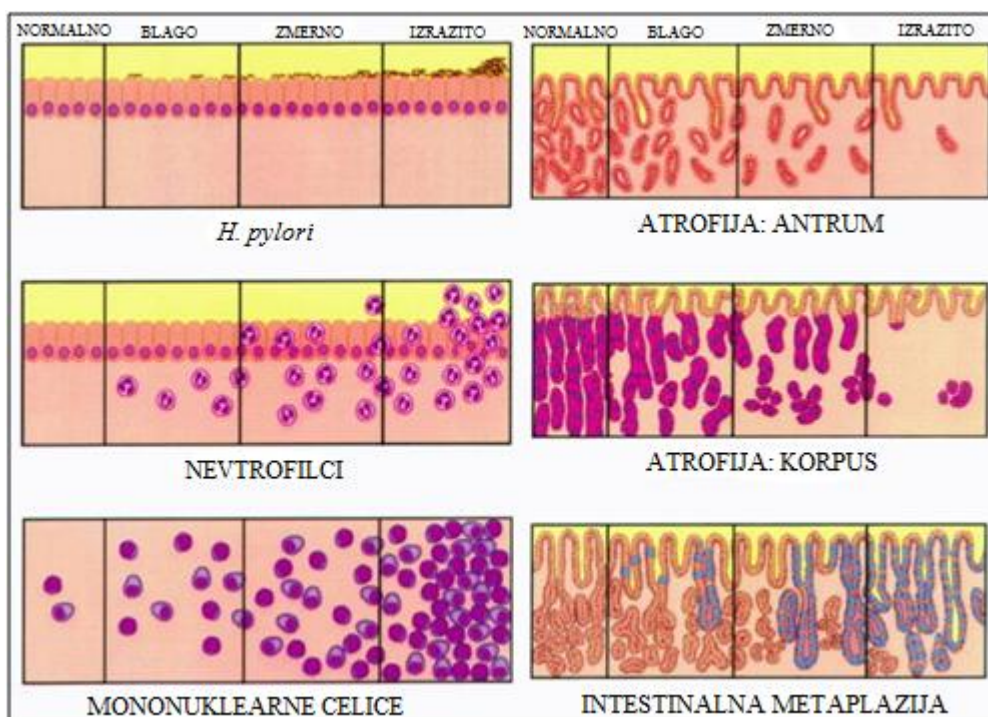 NORMALNO BLAGO ZMERNO IZRAZITO
NORMALNO BLAGO ZMERNO IZRAZITO
H. pylori
ATROFIJA: ANTRUM
NEVTROFILCI
ATROFIJA: KORPUS
MONONUKLEARNE CELICE
INTESTINALNA METAPLAZIJA